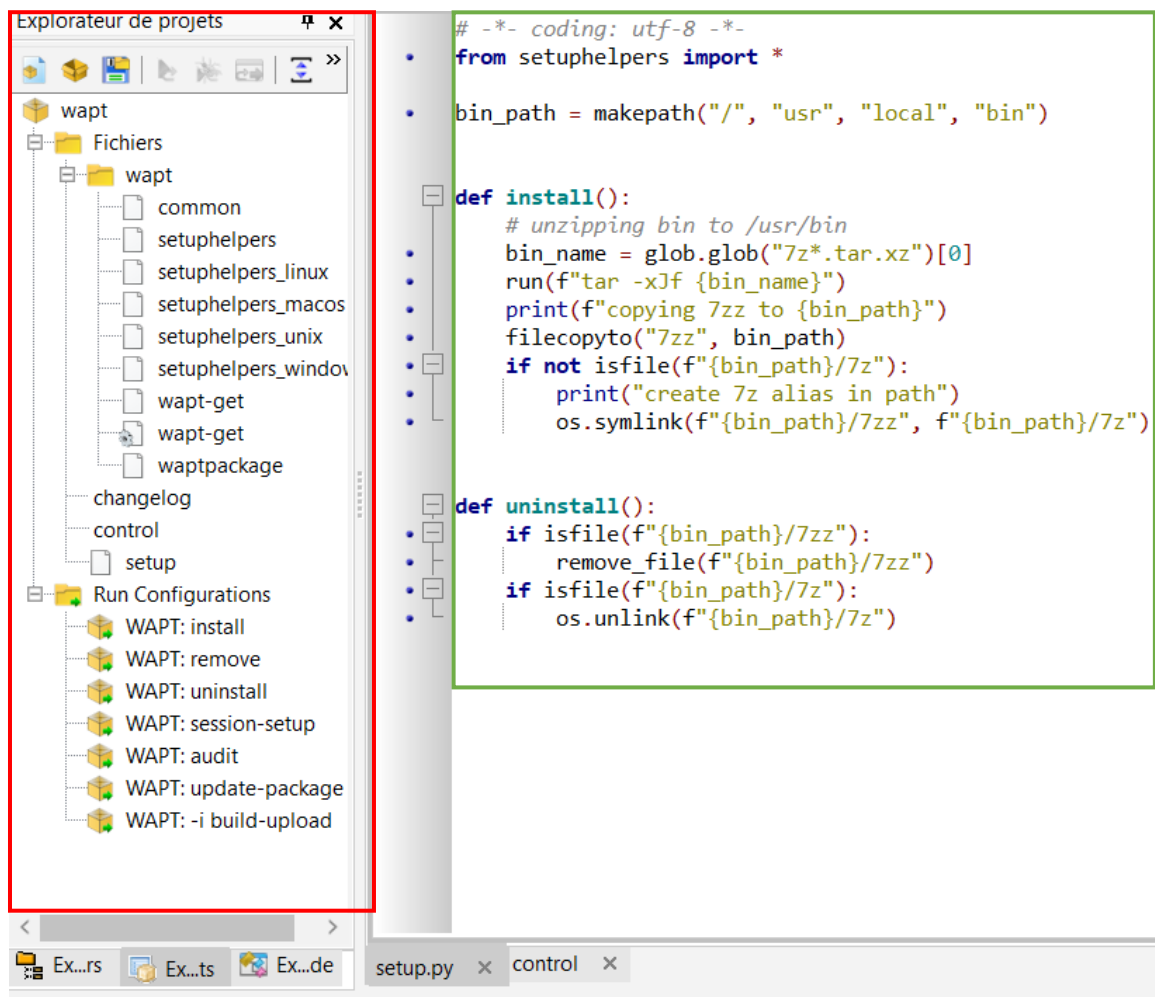 Explorateur de projets
»
wapt
Fichiers
wapt
common
setuphelpers
setuphelpers_linux
setuphelpers_macos
setuphelpers_unix
setuphelpers_window
wapt-get
wapt-get
waptpackage
changelog
control
setup
Run Configurations
WAPT: install
WAPT: remove
WAPT: uninstall
WAPT: session-setup
WAPT: audit
WAPT: update-package
WAPT: -i build-upload
Ex...rs
Ex...ts
Ex...de
# -*- coding: utf-8 -*-
from setuphelpers import *
bin_path = makepath("/", "usr", "local", "bin")
def install():
    # unzipping bin to /usr/bin
    bin_name = glob.glob("7z*.tar.xz")[0]
    run(f"tar -xJf {bin_name}")
    print(f"copying 7zz to {bin_path}")
    filecopyto("7zz", bin_path)
    if not isfile(f"{bin_path}/7z"):
        print("create 7z alias in path")
        os.symlink(f"{bin_path}/7zz", f"{bin_path}/7z")
def uninstall():
    if isfile(f"{bin_path}/7zz"):
        remove_file(f"{bin_path}/7zz")
    if isfile(f"{bin_path}/7z"):
        os.unlink(f"{bin_path}/7z")
setup.py
control